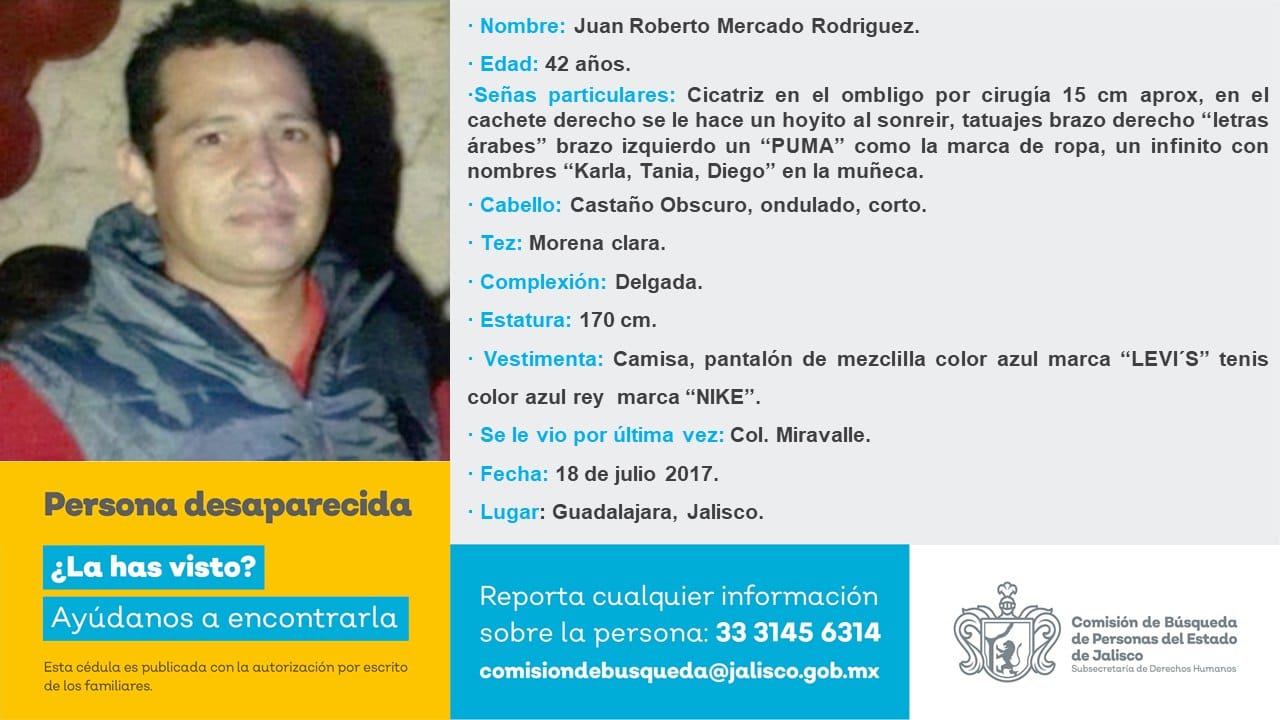 · Nombre: Juan Roberto Mercado Rodriguez.
· Edad: 42 años.
·Señas particulares: Cicatriz en el ombligo por cirugía 15 cm aprox, en el
cachete derecho se le hace un hoyito al sonreir, tatuajes brazo derecho “letras
árabes” brazo izquierdo un “PUMA” como la marca de ropa, un infinito con
nombres “Karla, Tania, Diego” en la muñeca.
· Cabello: Castaño Obscuro, ondulado, corto.
· Tez: Morena clara.
· Complexión: Delgada.
· Estatura: 170 cm.
· Vestimenta: Camisa, pantalón de mezclilla color azul marca “LEVI´S” tenis
color azul rey marca “NIKE”.
· Se le vio por última vez: Col. Miravalle.
· Fecha: 18 de julio 2017.
· Lugar: Guadalajara, Jalisco.
Persona desaparecida
¿La has visto?
Ayúdanos a encontrarla
Esta cédula es publicada con la autorización por escrito
de los familiares.
Reporta cualquier información
sobre la persona: 33 3145 6314
comisiondebusqueda@jalisco.gob.mx
Comisión de Búsqueda
de Personas del Estado
de Jalisco
Subsecretaría de Derechos Humanos